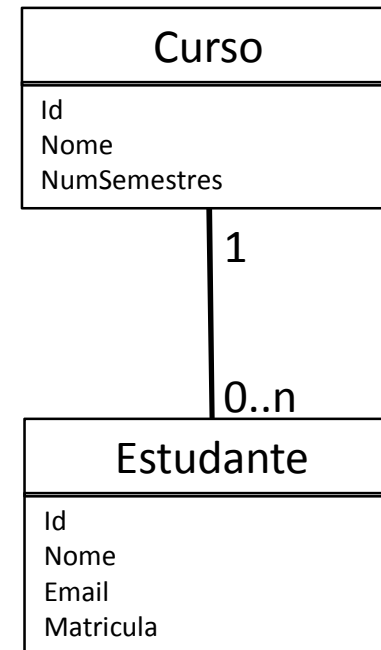 Curso
Id
Nome
NumSemestres
1
0..n
Estudante
Id
Nome
Email
Matricula